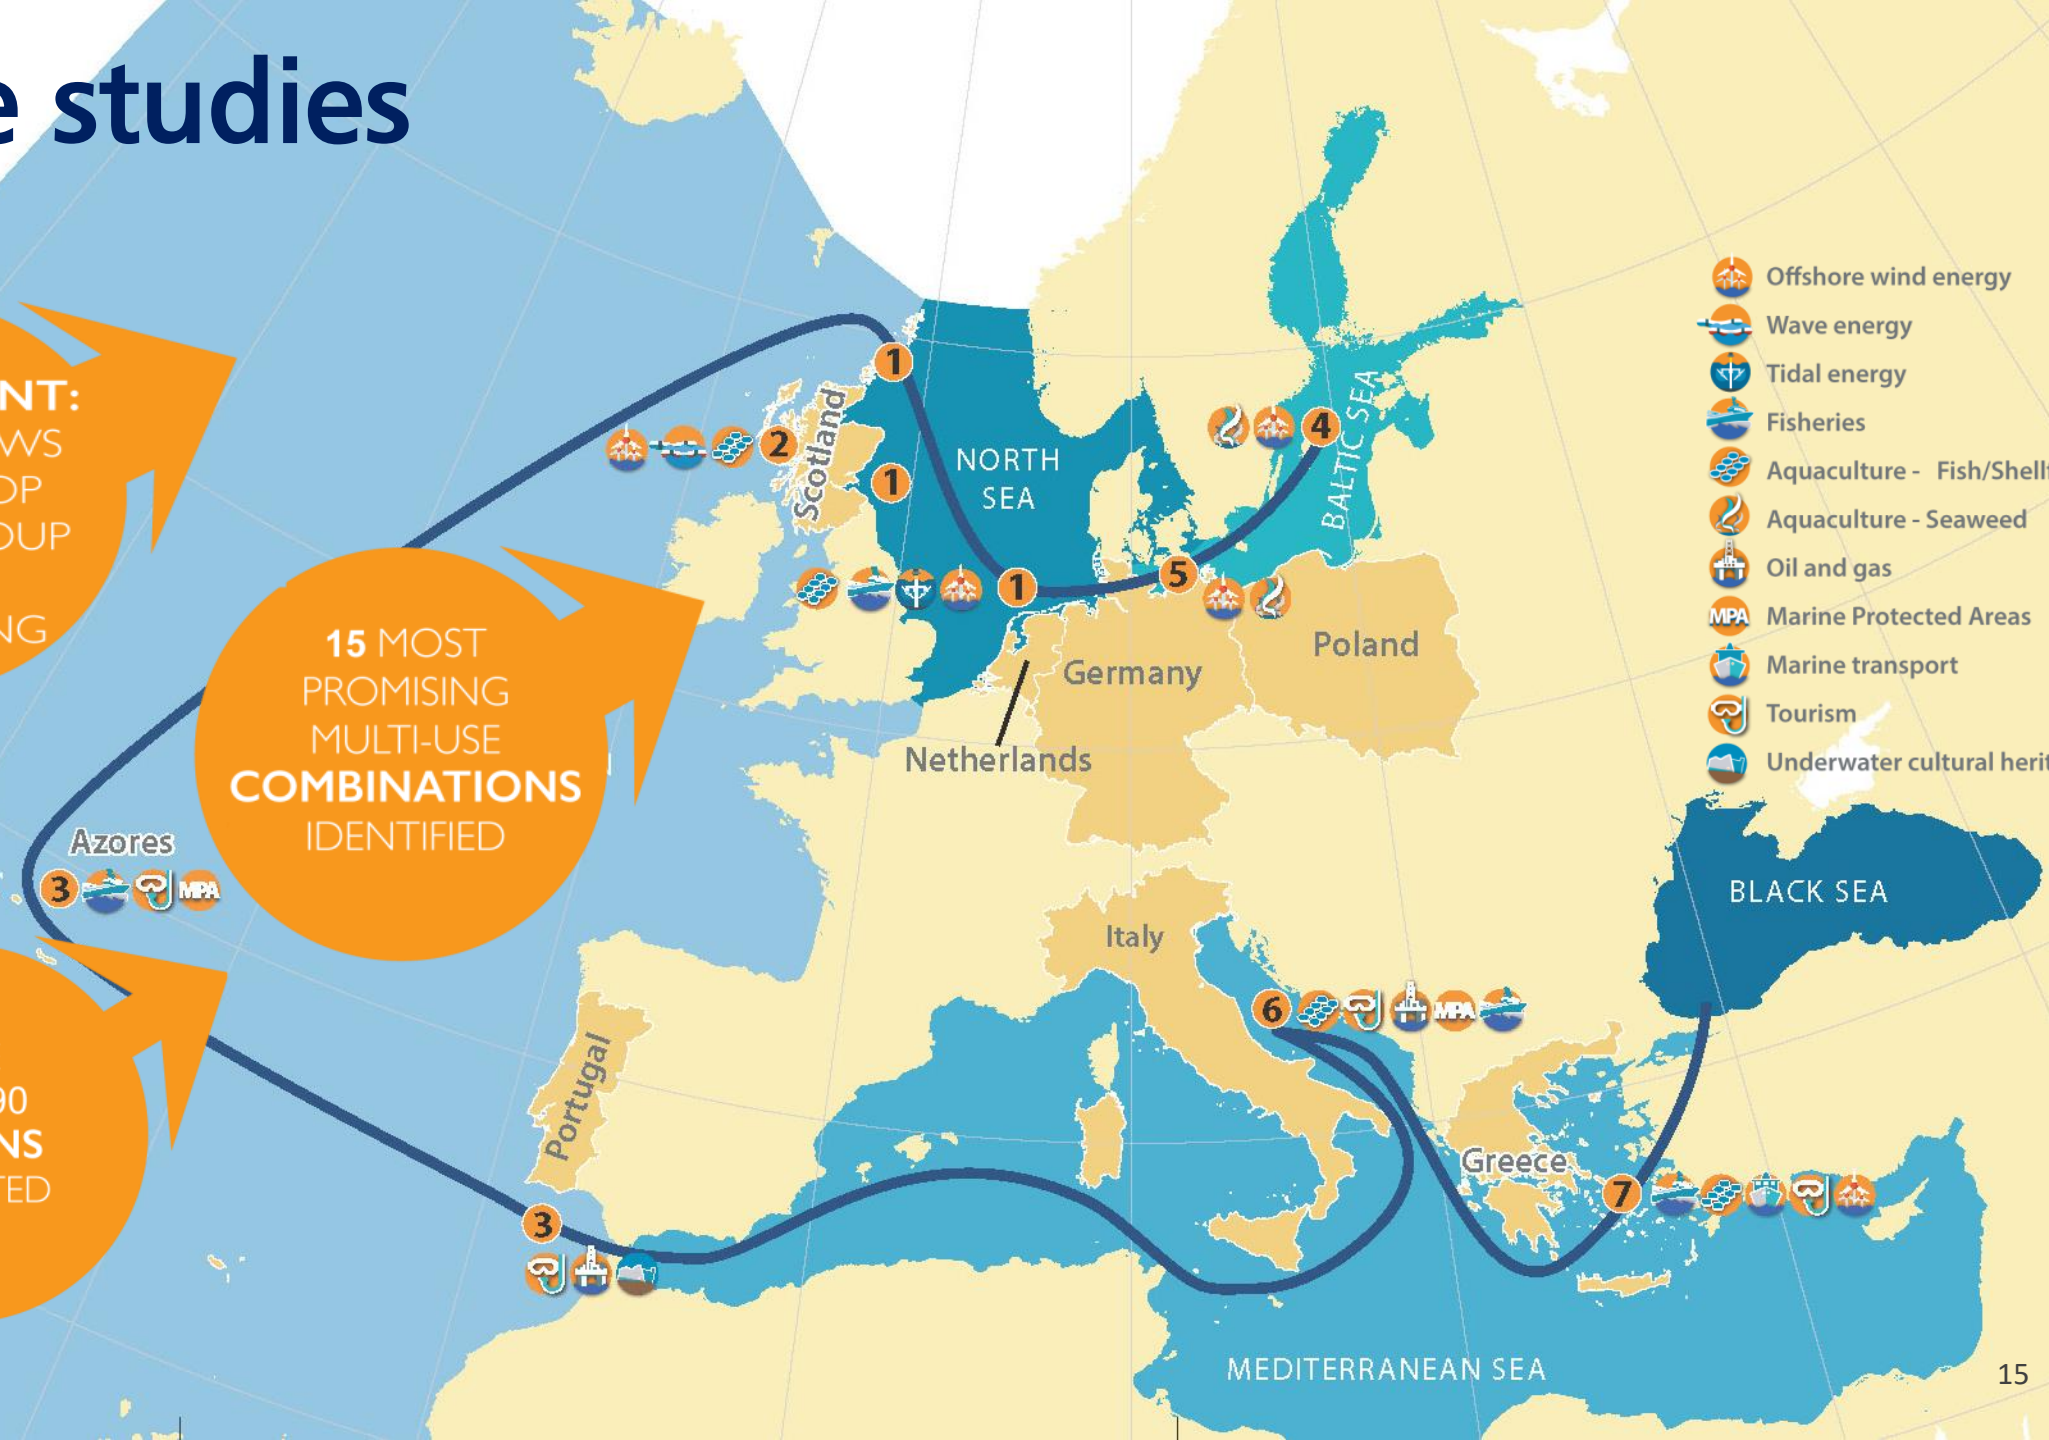 e studies
NT:
WS
OP
OUP
NG
15 MOST
PROMISING
MULTI-USE
COMBINATIONS
IDENTIFIED
90
NS
TED
Azores
3
MPA
1
2
Scotland
1
NORTH
SEA
1
4
BALTIC SEA
5
Poland
Germany
Netherlands
Italy
6
MPA
Portugal
3
Greece
7
BLACK SEA
MEDITERRANEAN SEA
Offshore wind energy
Wave energy
Tidal energy
Fisheries
Aquaculture - Fish/Shell
Aquaculture - Seaweed
Oil and gas
MPA Marine Protected Areas
Marine transport
Tourism
Underwater cultural herit
15